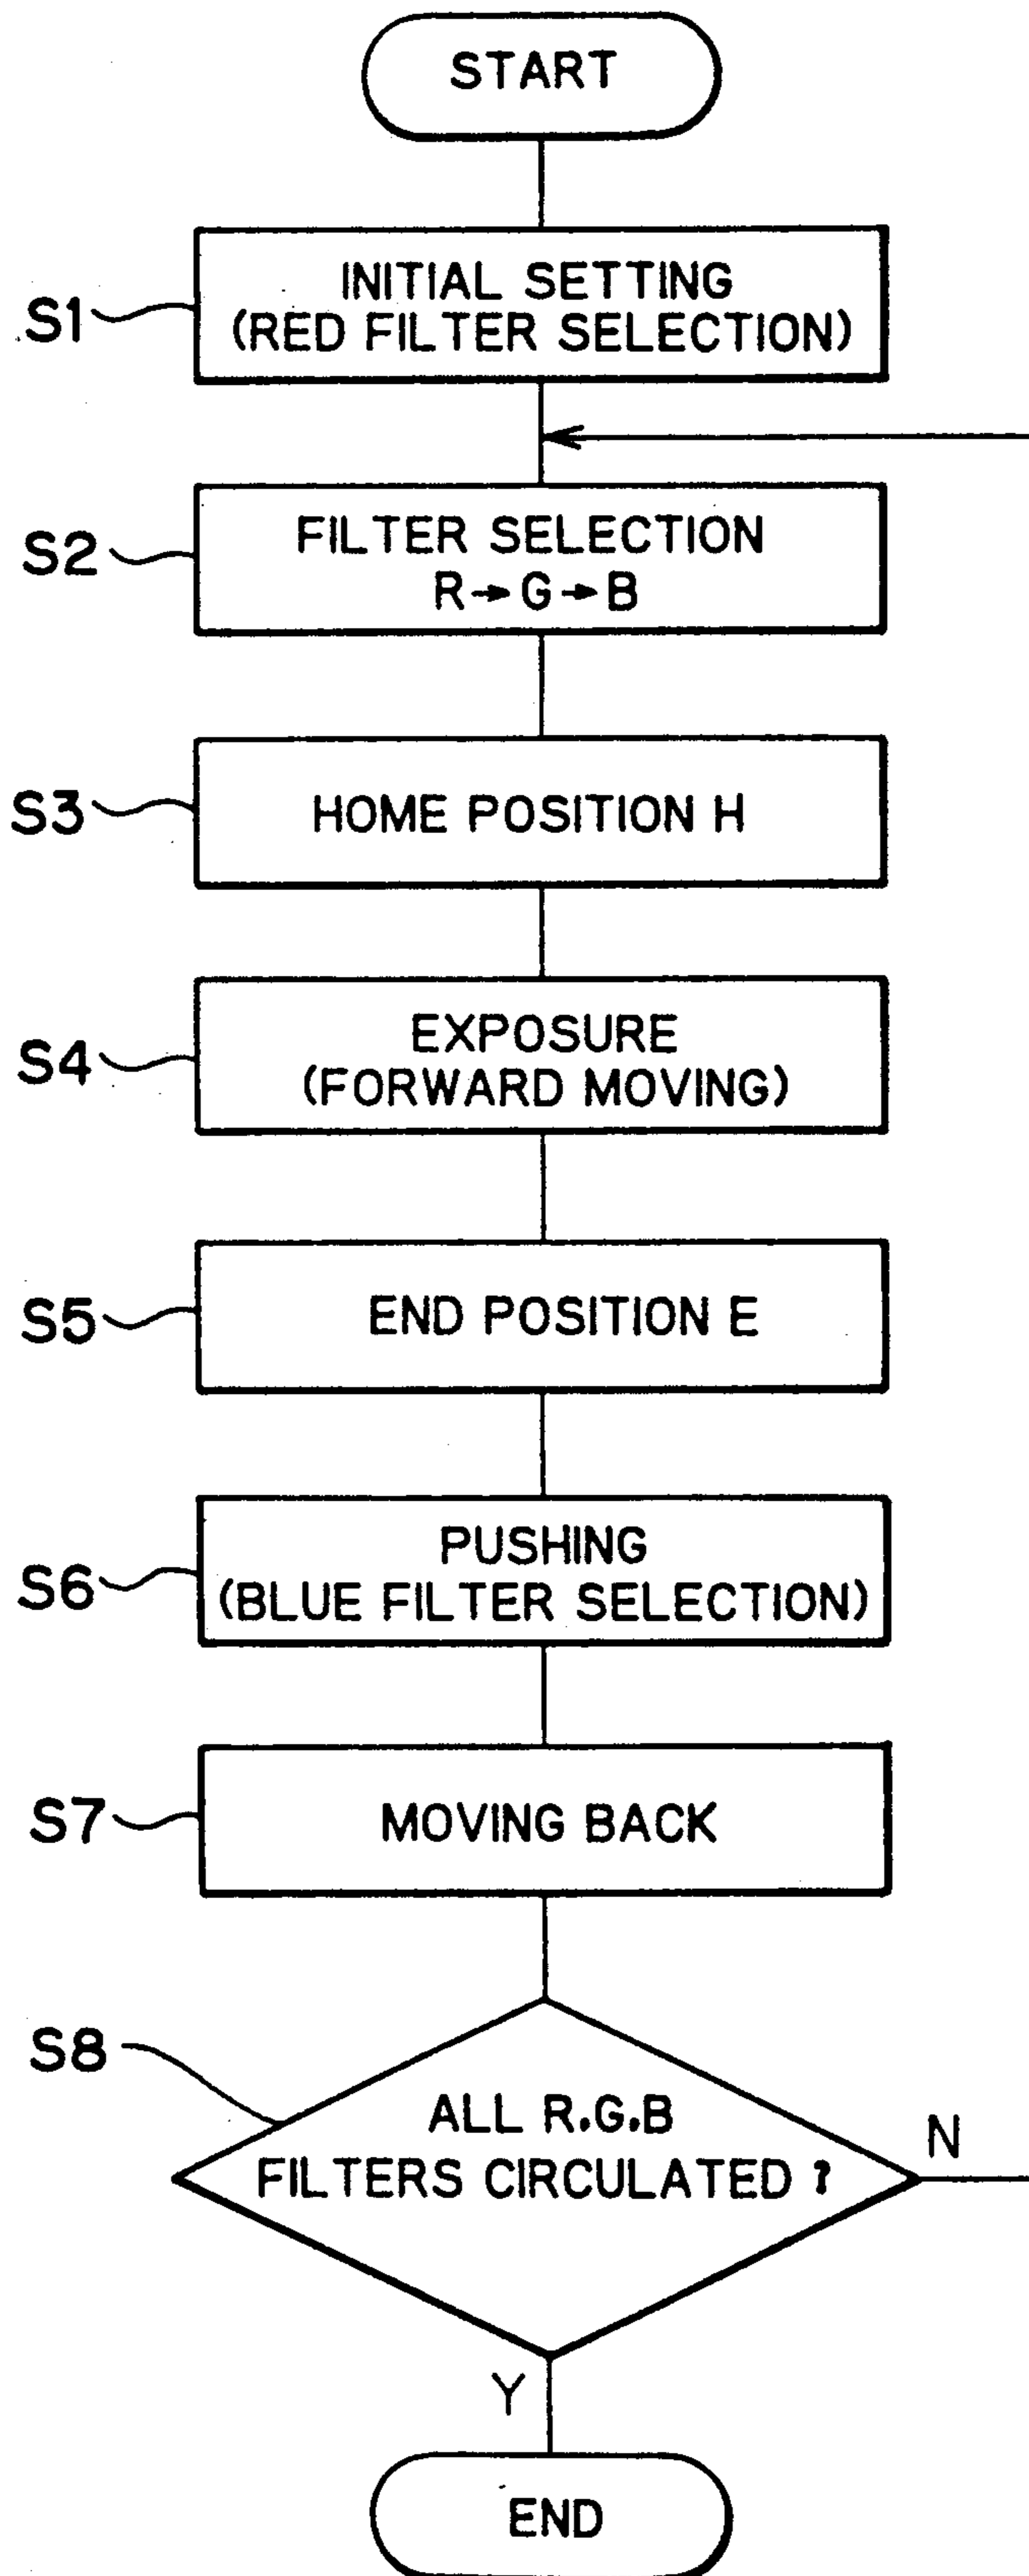 START
S1
INITIAL SETTING
(RED FILTER SELECTION)
S2
FILTER SELECTION
R→G→B
S3
HOME POSITION H
S4
EXPOSURE
(FORWARD MOVING)
S5
END POSITION E
S6
PUSHING
(BLUE FILTER SELECTION)
S7
MOVING BACK
S8
ALL R.G.B
FILTERS CIRCULATED ?
N
Y
END